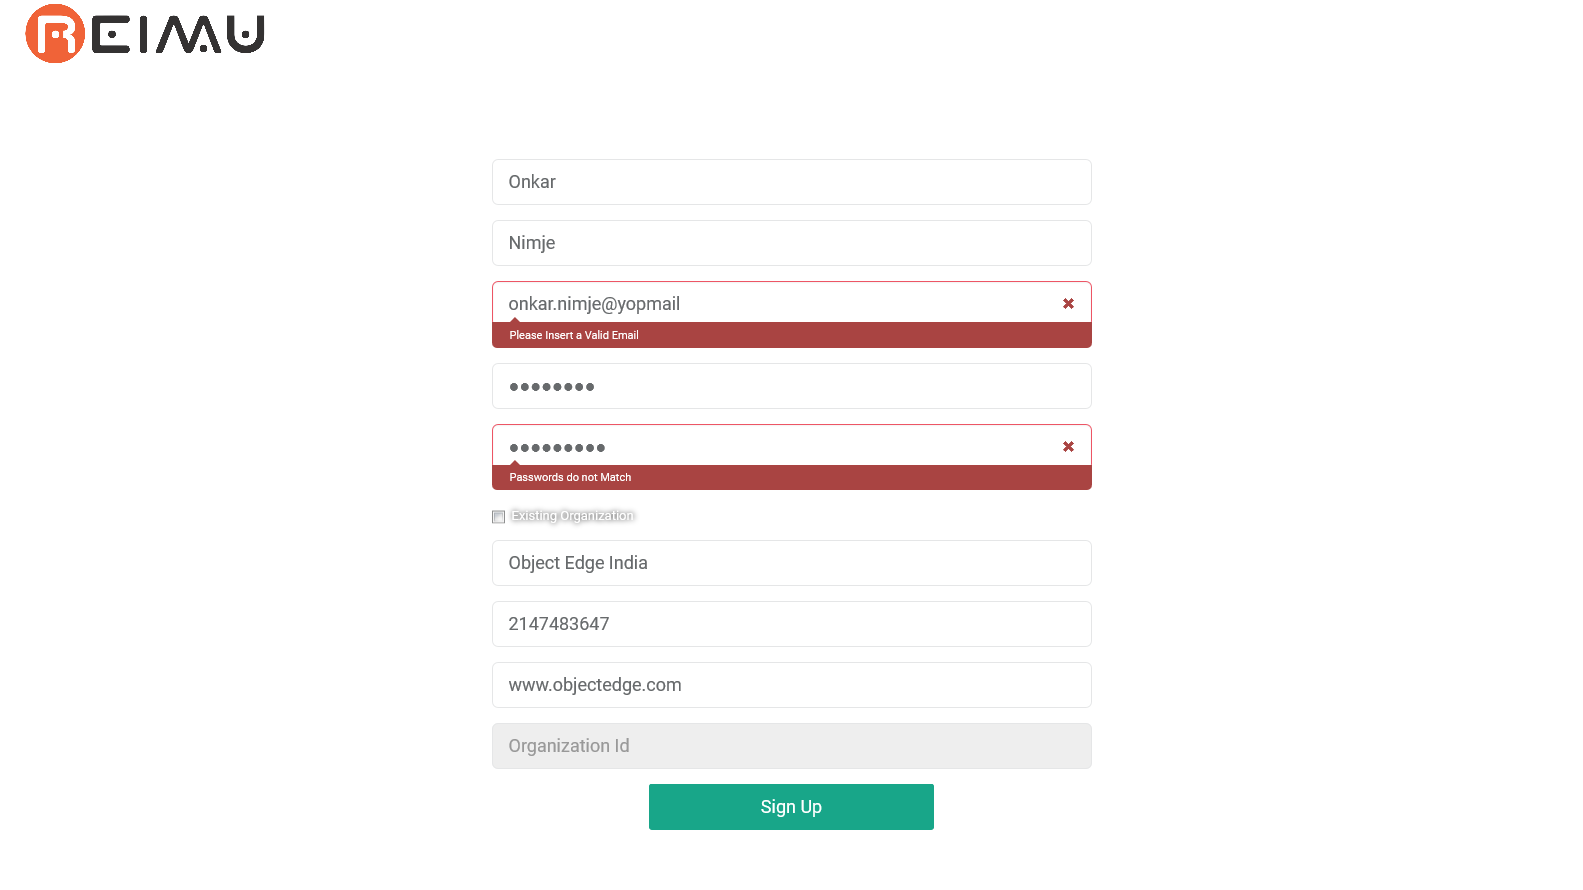 REIMU
Onkar
Nimje
onkar.nimje@yopmail
Please Insert a Valid Email
●●●●●●●●
●●●●●●●●●
Passwords do not Match
Existing Organization
Object Edge India
2147483647
www.objectedge.com
Organization Id
Sign Up